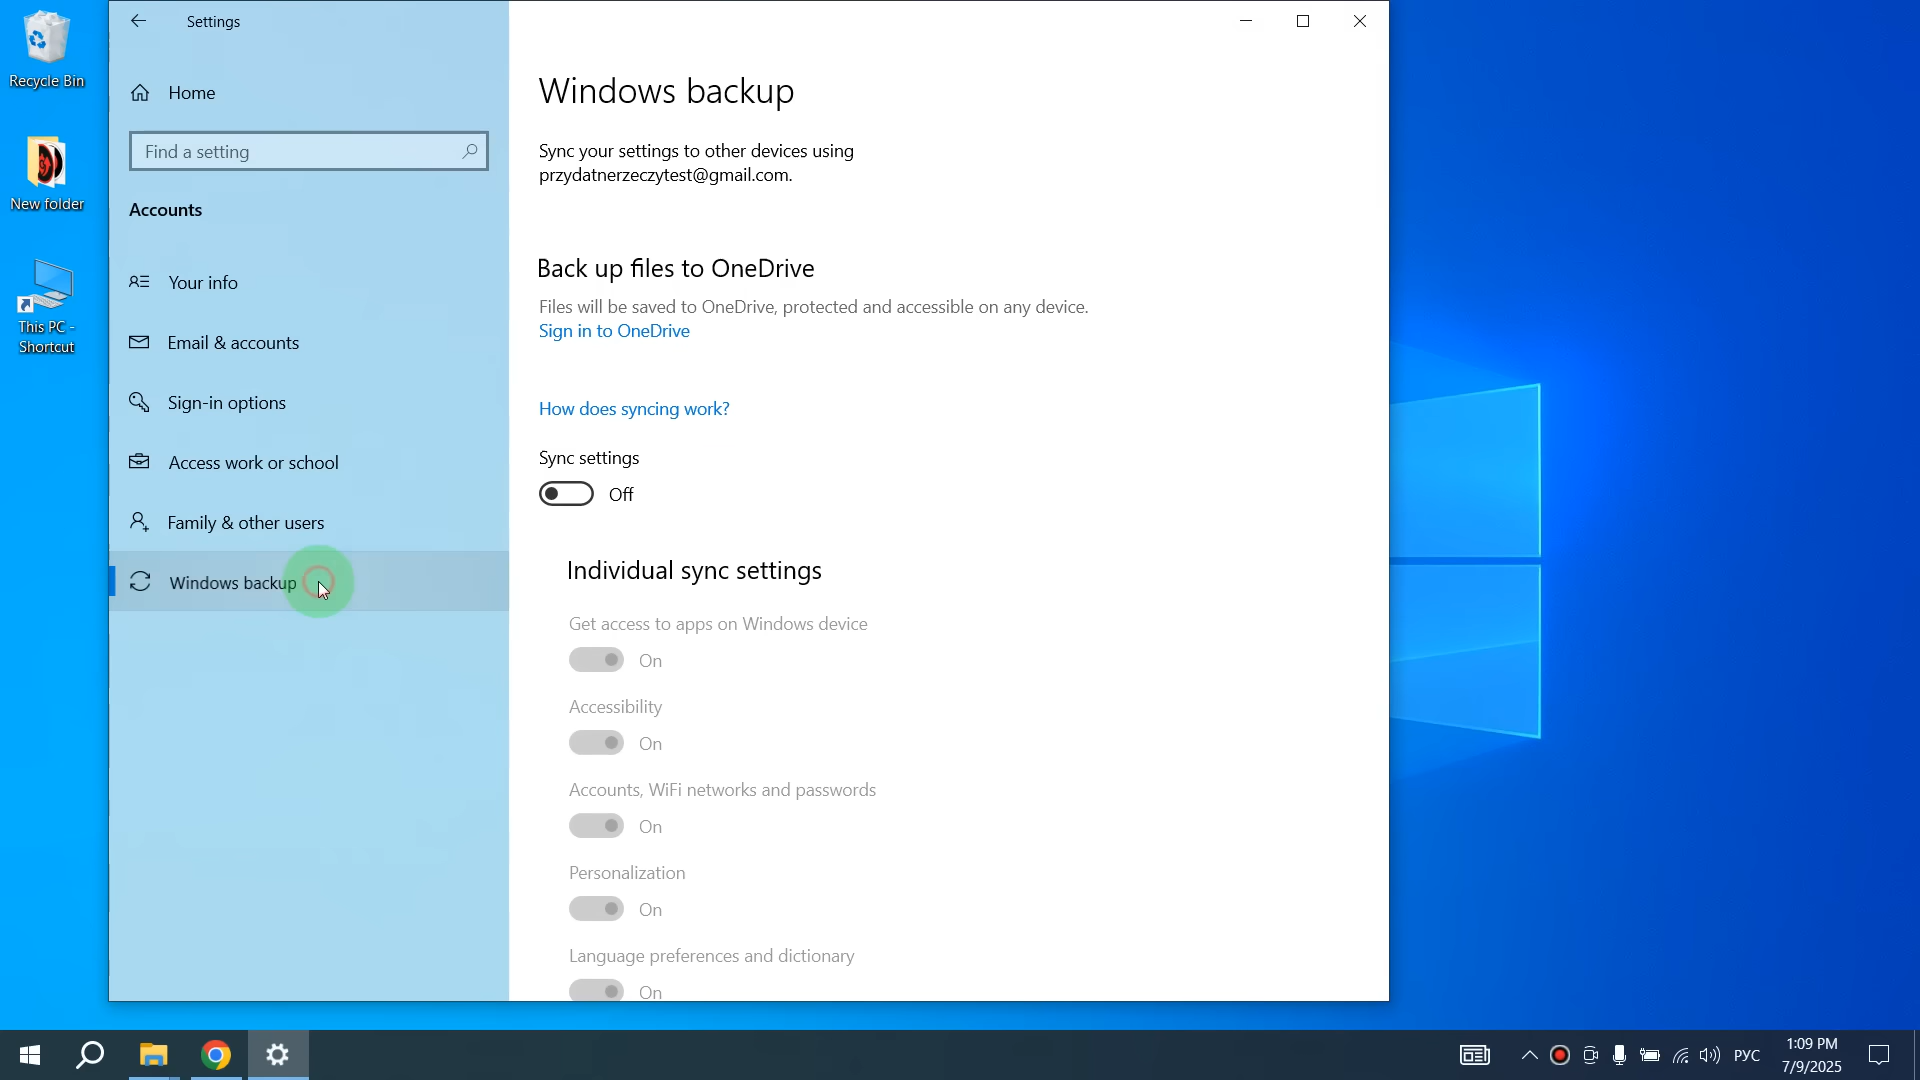 Recycle Bin
New folder
This PC -
Shortcut
Settings
Home
Find a setting
Accounts
Your info
Email & accounts
Sign-in options
Access work or school
Family & other users
Windows backup
Windows backup
Sync your settings to other devices using
przydatnerzeczytest@gmail.com.
Back up files to OneDrive
Files will be saved to OneDrive, protected and accessible on any device.
Sign in to OneDrive
How does syncing work?
Sync settings
Off
Individual sync settings
Get access to apps on Windows device
On
Accessibility
On
Accounts, WiFi networks and passwords
On
Personalization
On
Language preferences and dictionary
On
РУС
1:09 PM
7/9/2025